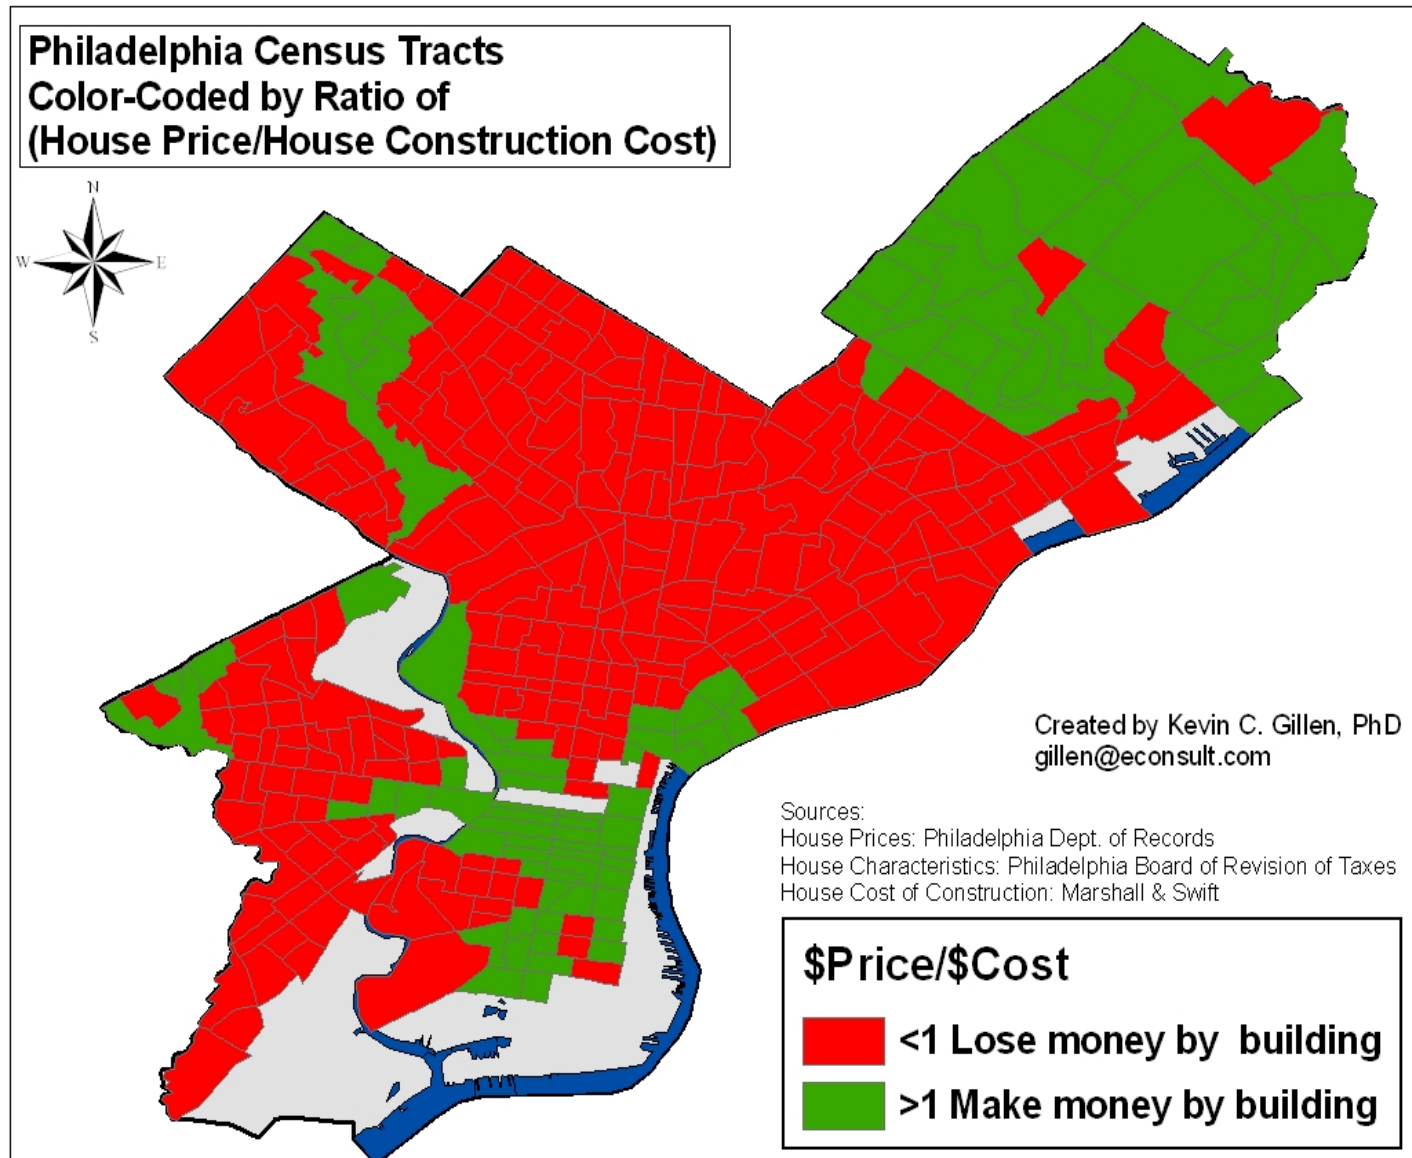 Philadelphia Census Tracts
Color-Coded by Ratio of
(House Price/House Construction Cost)
N
W E
S
Created by Kevin C. Gillen, PhD
gillen@econsult.com
Sources:
House Prices: Philadelphia Dept. of Records
House Characteristics: Philadelphia Board of Revision of Taxes
House Cost of Construction: Marshall & Swift
$Price/$Cost
<1 Lose money by building
>1 Make money by building